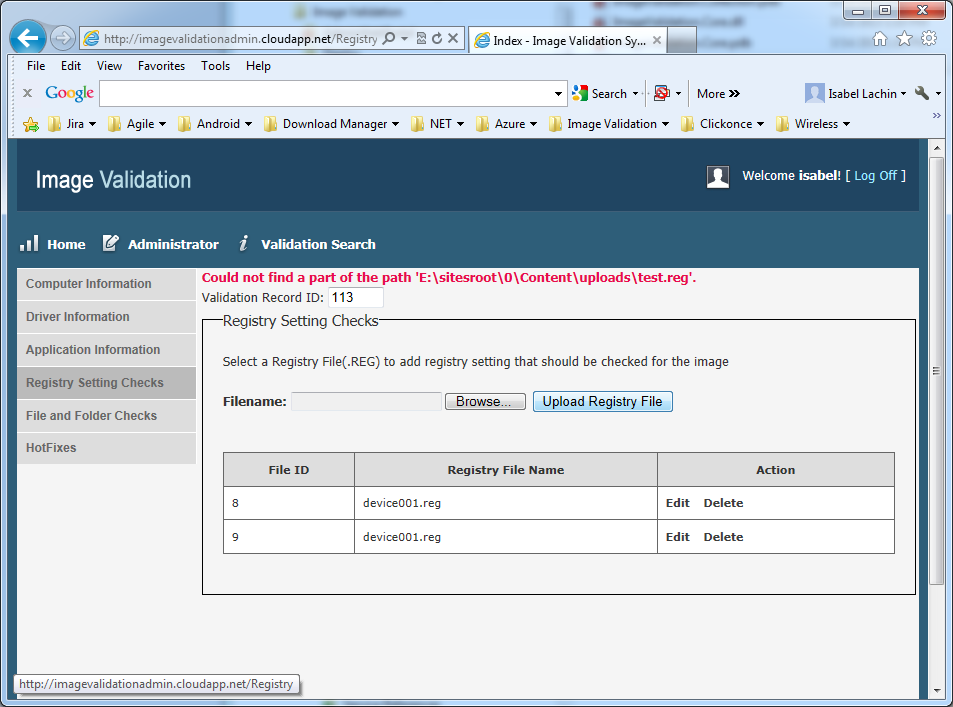 http://imagevalidationadmin.cloudapp.net/Registry
Index - Image Validation Sy...
File Edit View Favorites Tools Help
x Google Search More » Isabel Lachin
Jira Agile Android Download Manager NET Azure Image Validation Clickonce Wireless »
Image Validation
Welcome isabel! [ Log Off ]
Home Administrator Validation Search
Computer Information
Driver Information
Application Information
Registry Setting Checks
File and Folder Checks
HotFixes
Could not find a part of the path 'E:\sitesroot\0\Content\uploads\test.reg'.
Validation Record ID: 113
Registry Setting Checks
Select a Registry File(.REG) to add registry setting that should be checked for the image
Filename: Browse... Upload Registry File
File ID Registry File Name Action
8 device001.reg Edit Delete
9 device001.reg Edit Delete
http://imagevalidationadmin.cloudapp.net/Registry